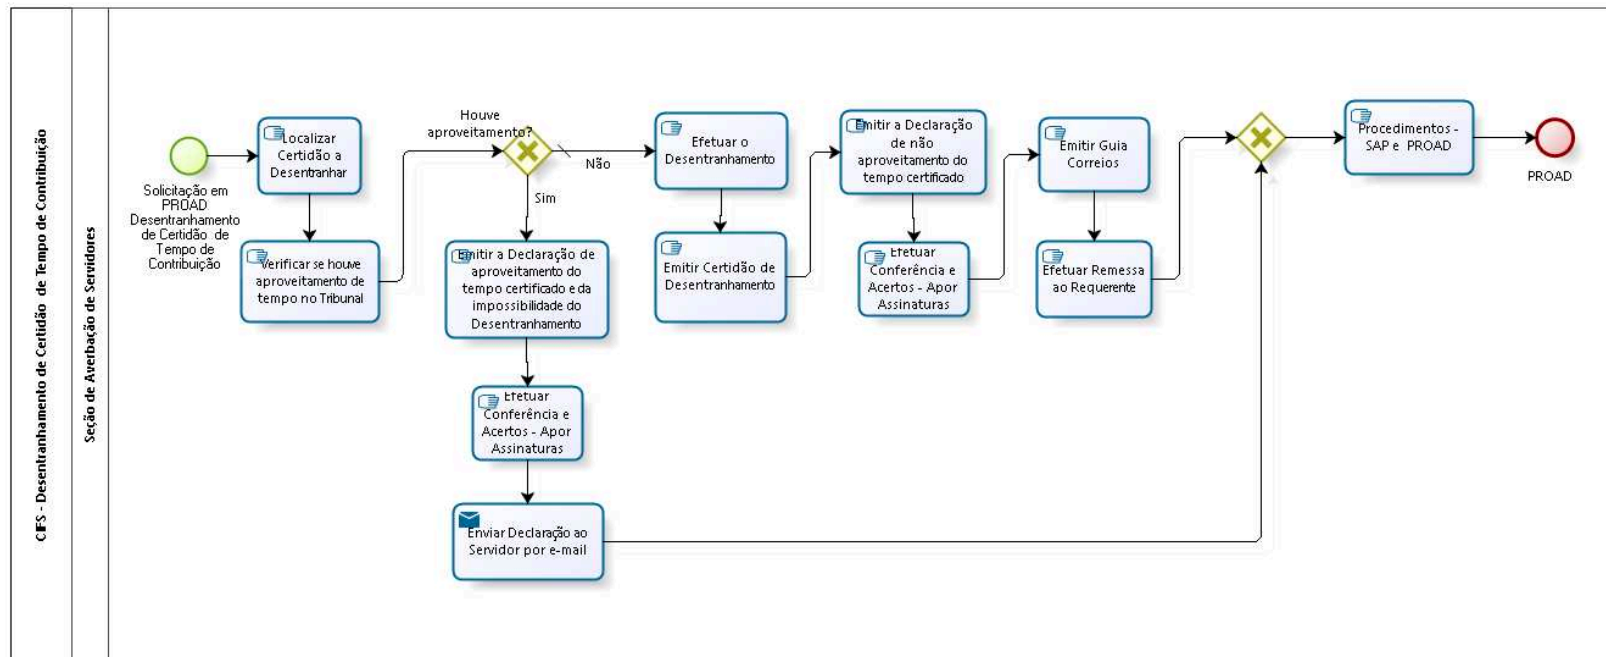 CIFS - Desentranhamento de Certidão de Tempo de Contribuição
Seção de Averbação de Servidores
Solicitação em
PROAD
Desentranhamento
de Certidão de
Tempo de
Contribuição
Localizar
Certidão a
Desentranhar
Verificar se houve
aproveitamento de
tempo no Tribunal
Houve
aproveitamento?
Não
Sim
Emitir a Declaração de
aproveitamento do
tempo certificado e da
impossibilidade do
Desentranhamento
Efetuar
Conferência e
Acertos - Apor
Assinaturas
Enviar Declaração ao
Servidor por e-mail
Efetuar o
Desentranhamento
Emitir Certidão de
Desentranhamento
Emitir a Declaração
de não
aproveitamento do
tempo certificado
Efetuar
Conferência e
Acertos - Apor
Assinaturas
Emitir Guia
Correios
Efetuar Remessa
ao Requerente
Procedimentos -
SAP e PROAD
PROAD